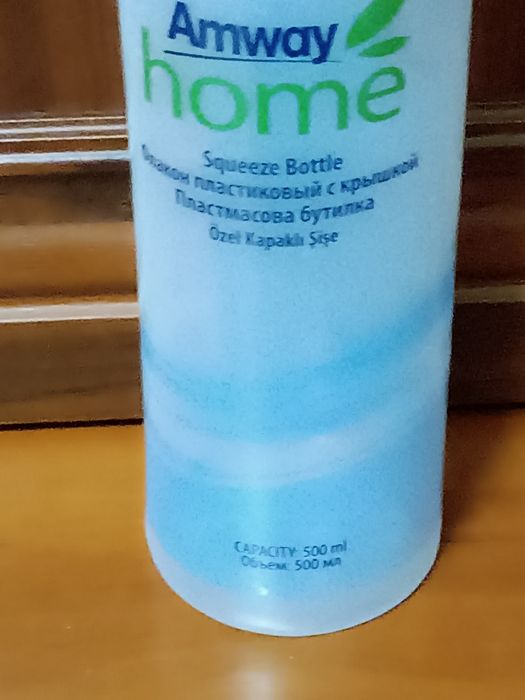 Amway
home
Squeeze Bottle
Флакон пластиковый с крышкой
Пластмасова бутилка
Özel Kapaklı Şişe
CAPACITY: 500 ml
Объем: 500 мл